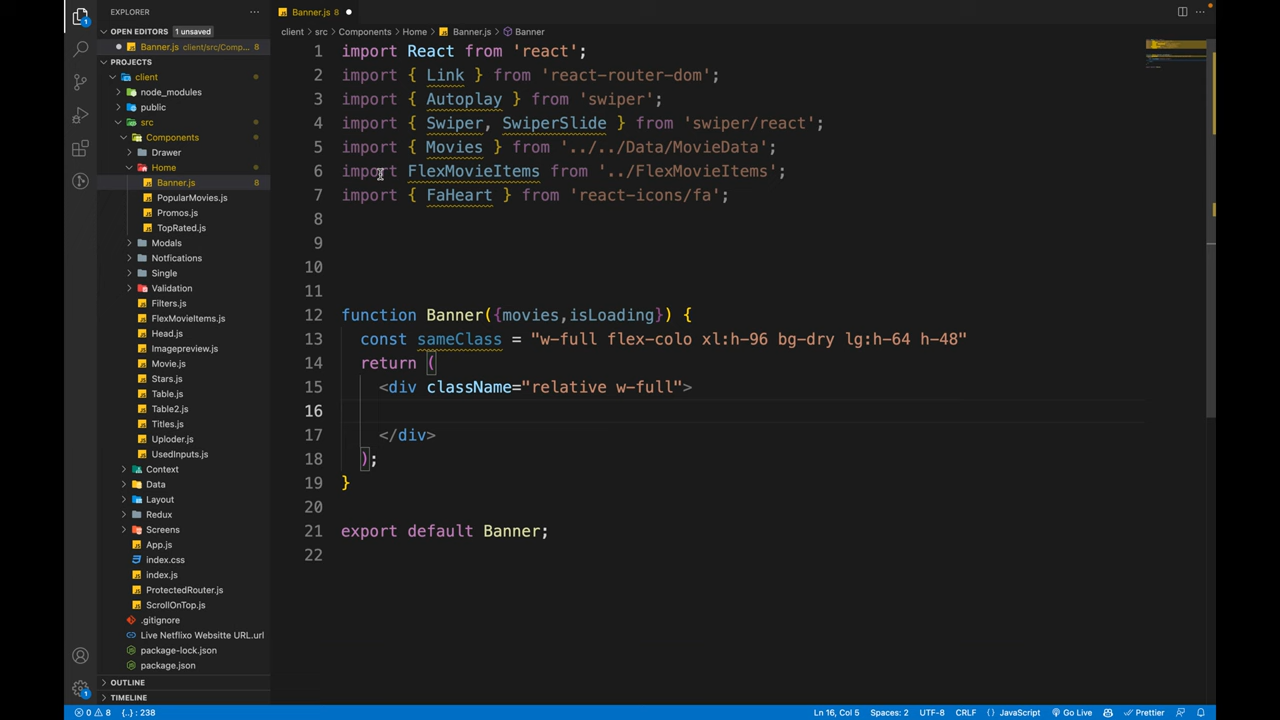 EXPLORER
OPEN EDITORS 1 unsaved
Banner.js client/src/Comp... 8
PROJECTS
client
node_modules
public
src
Components
Drawer
Home
Banner.js 8
PopularMovies.js
Promos.js
TopRated.js
Modals
Notfications
Single
Validation
Filters.js
FlexMovieItems.js
Head.js
Imagepreview.js
Movie.js
Stars.js
Table.js
Table2.js
Titles.js
Uploder.js
UsedInputs.js
Context
Data
Layout
Redux
Screens
App.js
index.css
index.js
ProtectedRouter.js
ScrollOnTop.js
.gitignore
Live Netflixo Websitte URL.url
package-lock.json
package.json
OUTLINE
TIMELINE
Banner.js 8
client > src > Components > Home > Banner.js > Banner
1 import React from 'react';
2 import { Link } from 'react-router-dom';
3 import { Autoplay } from 'swiper';
4 import { Swiper, SwiperSlide } from 'swiper/react';
5 import { Movies } from '../../Data/MovieData';
6 import FlexMovieItems from '../FlexMovieItems';
7 import { FaHeart } from 'react-icons/fa';
8
9
10
11
12 function Banner({movies,isLoading}) {
13 const sameClass = "w-full flex-colo xl:h-96 bg-dry lg:h-64 h-48"
14 return (
15 <div className="relative w-full">
16
17 </div>
18 );
19 }
20
21 export default Banner;
22
0 8 {..} : 238 Ln 16, Col 5 Spaces: 2 UTF-8 CRLF {} JavaScript Go Live Prettier